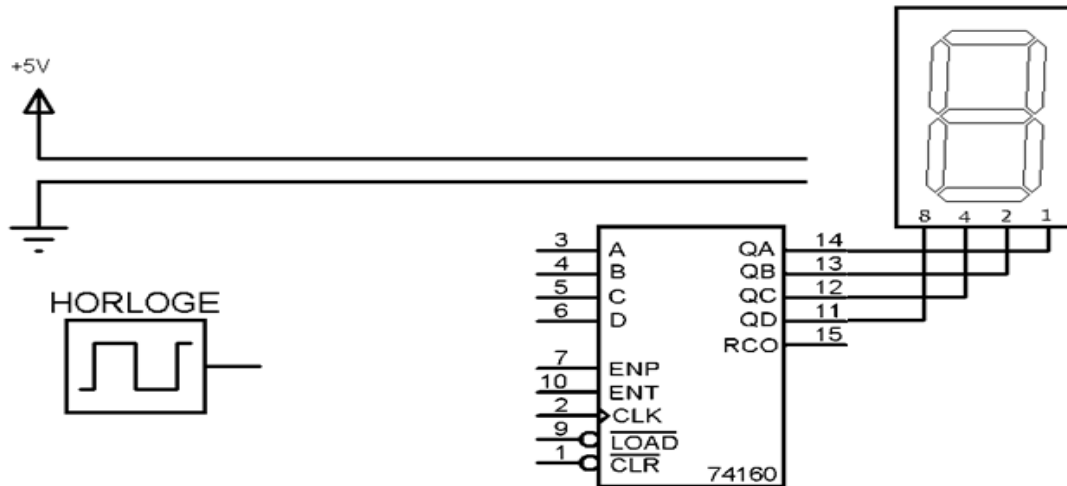 +5V
8 4 2 1
HORLOGE
3 A QA 14
4 B QB 13
5 C QC 12
6 D QD 11
RCO 15
7 ENP
10 ENT
2 CLK
9 LOAD
1 CLR
74160